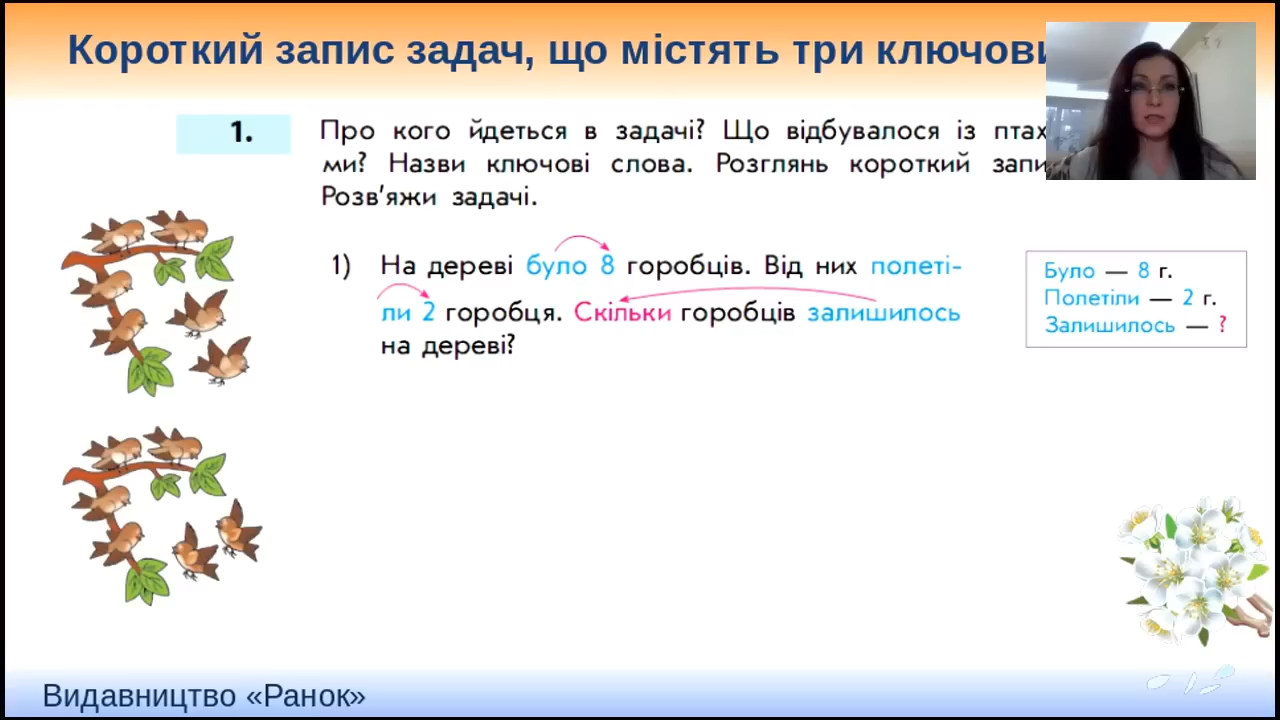 Короткий запис задач, що містять три ключові
1.
Про кого йдеться в задачі? Що відбувалося із птах
ми? Назви ключові слова. Розглянь короткий запи
Розв'яжи задачі.
1) На дереві було 8 горобців. Від них полеті-
ли 2 горобця. Скільки горобців залишилось
на дереві?
Було — 8 г.
Полетіли — 2 г.
Залишилось — ?
Видавництво «Ранок»